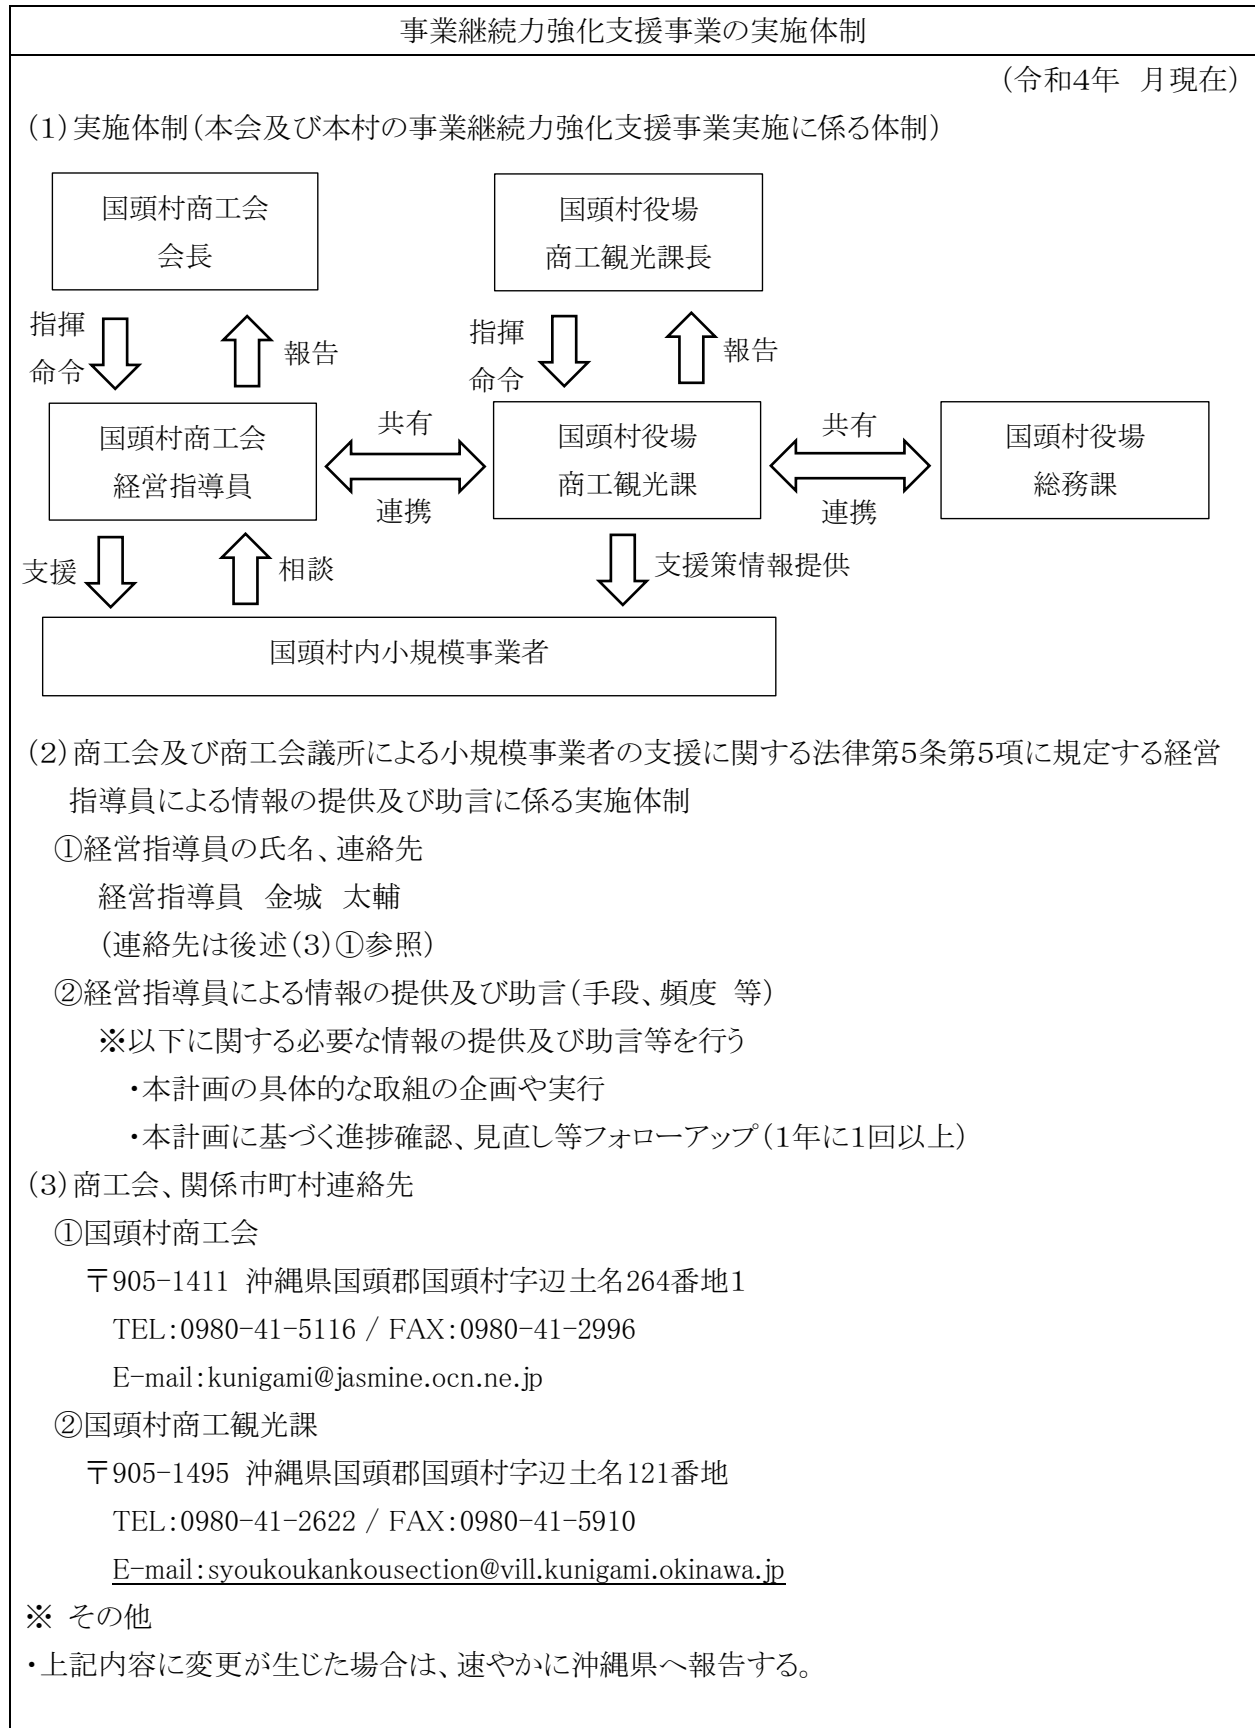 事業継続力強化支援事業の実施体制
(令和4年　月現在)
(1)実施体制(本会及び本村の事業継続力強化支援事業実施に係る体制)
国頭村商工会
会長
国頭村役場
商工観光課長
指揮
命令
報告
指揮
命令
報告
国頭村商工会
経営指導員
共有
連携
国頭村役場
商工観光課
共有
連携
国頭村役場
総務課
支援
相談
支援策情報提供
国頭村内小規模事業者
(2)商工会及び商工会議所による小規模事業者の支援に関する法律第5条第5項に規定する経営
指導員による情報の提供及び助言に係る実施体制
①経営指導員の氏名、連絡先
経営指導員　金城　太輔
(連絡先は後述(3)①参照)
②経営指導員による情報の提供及び助言(手段、頻度　等)
※以下に関する必要な情報の提供及び助言等を行う
・本計画の具体的な取組の企画や実行
・本計画に基づく進捗確認、見直し等フォローアップ(1年に1回以上)
(3)商工会、関係市町村連絡先
①国頭村商工会
〒905-1411 沖縄県国頭郡国頭村字辺土名264番地1
TEL:0980-41-5116 / FAX:0980-41-2996
E-mail:kunigami@jasmine.ocn.ne.jp
②国頭村商工観光課
〒905-1495 沖縄県国頭郡国頭村字辺土名121番地
TEL:0980-41-2622 / FAX:0980-41-5910
E-mail:syoukoukankousection@vill.kunigami.okinawa.jp
※ その他
・上記内容に変更が生じた場合は、速やかに沖縄県へ報告する。